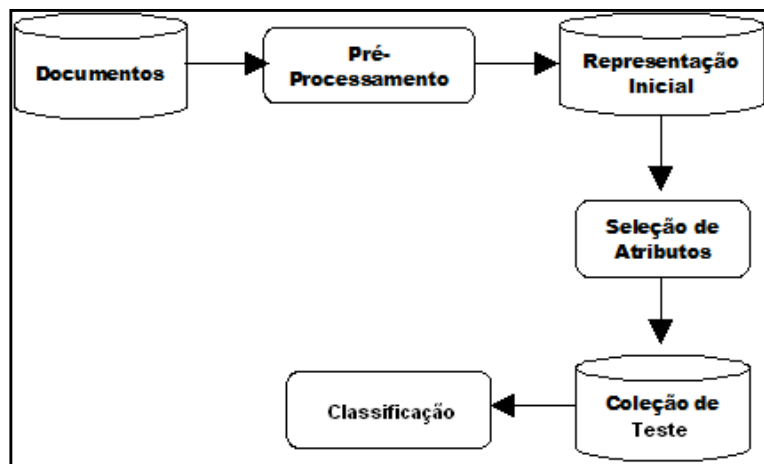 Documentos
Pré-
Processamento
Representação
Inicial
Seleção de
Atributos
Classificação
Coleção de
Teste